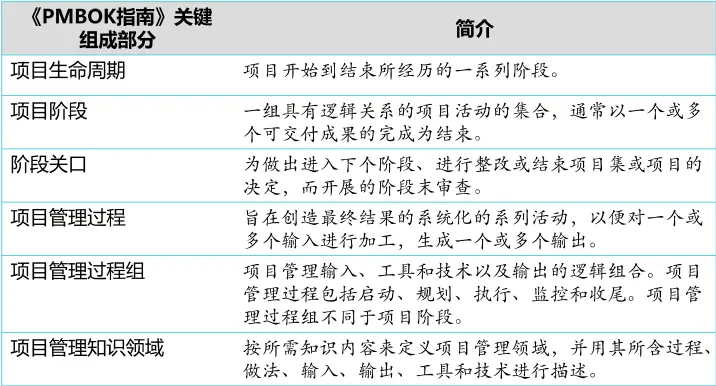 《PMBOK指南》关键
组成部分
简介
项目生命周期
项目开始到结束所经历的一系列阶段。
项目阶段
一组具有逻辑关系的项目活动的集合，通常以一个或多
个可交付成果的完成为结束。
阶段关口
为做出进入下个阶段、进行整改或结束项目集或项目的
决定，而开展的阶段末审查。
项目管理过程
旨在创造最终结果的系统化的系列活动，以便对一个或
多个输入进行加工，生成一个或多个输出。
项目管理过程组
项目管理输入、工具和技术以及输出的逻辑组合。项目
管理过程包括启动、规划、执行、监控和收尾。项目管
理过程组不同于项目阶段。
项目管理知识领域
按所需知识内容来定义项目管理领域，并用其所含过程、
做法、输入、输出、工具和技术进行描述。